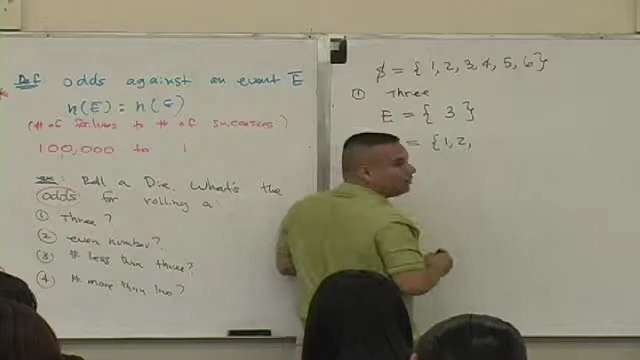 Def odds against an event E
n(E) : n(E)
(# of failures to # of successes)
100,000 to 1
ex: Roll a Die. What's the
odds for rolling a:
① Three?
② even number?
③ # less than three?
④ # more than two?
$ = { 1, 2, 3, 4, 5, 6 }
① Three
E = { 3 }
= { 1, 2,